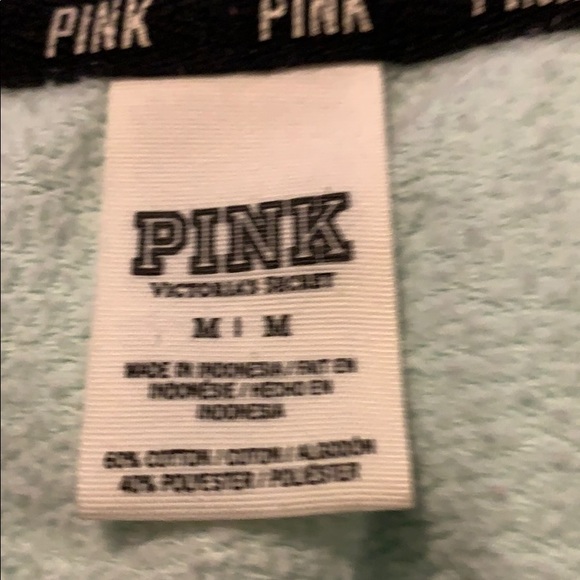 PINK PINK PINK
PINK
VICTORIA'S SECRET
M | M
MADE IN INDONESIA / FAIT EN
INDONÉSIE / HECHO EN
INDONESIA
60% COTTON / COTON / ALGODÓN
40% POLYESTER / POLIÉSTER